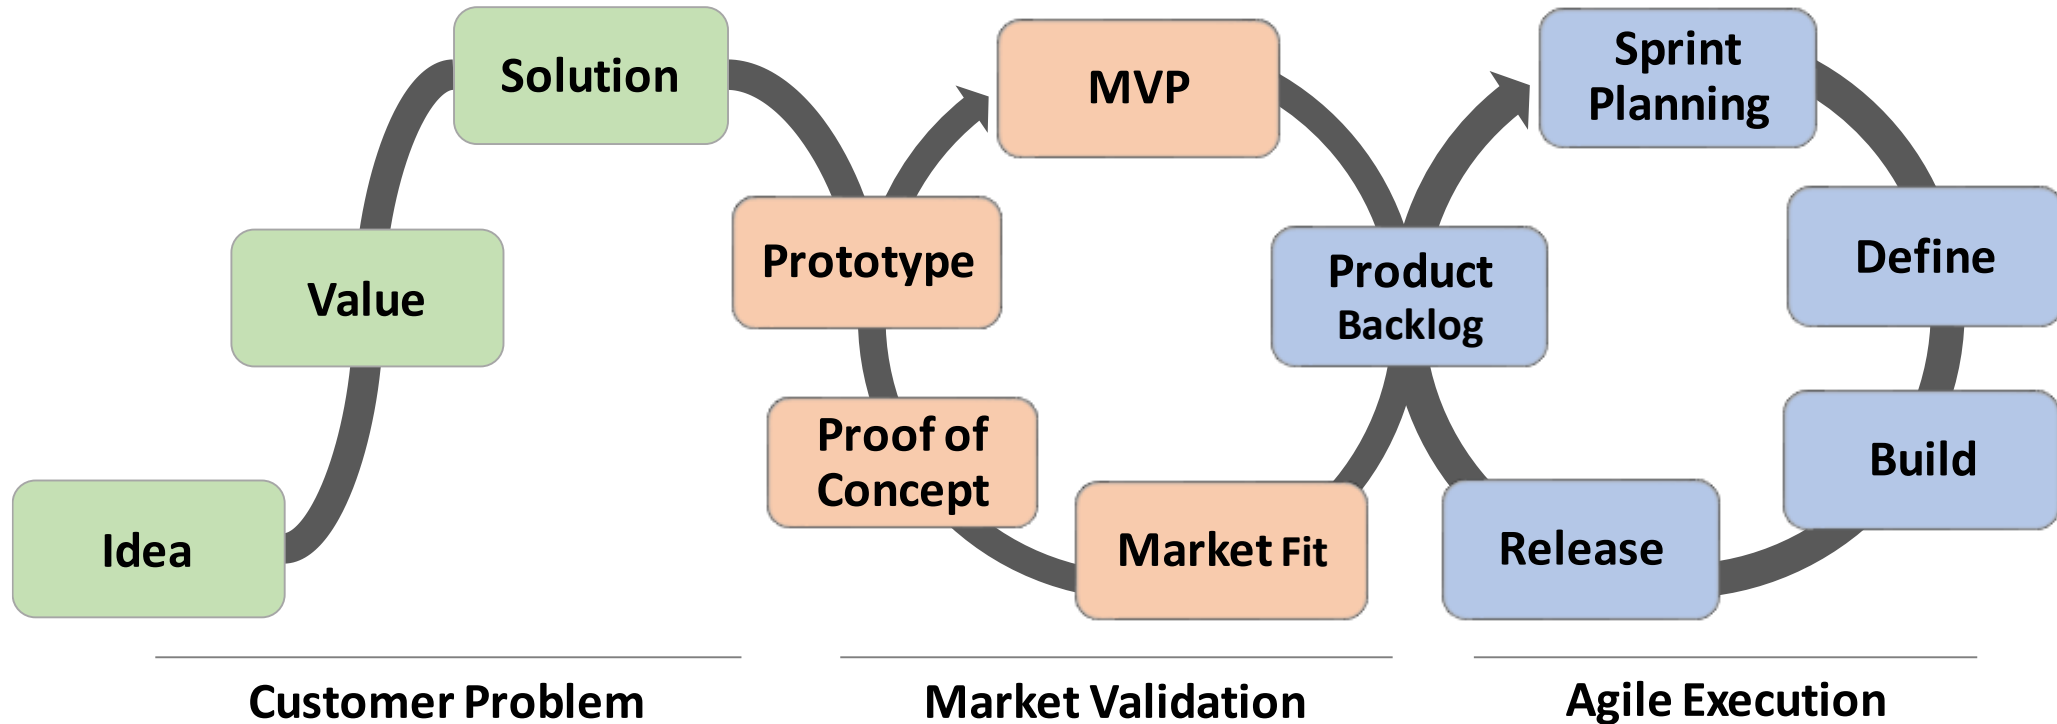 Idea
Value
Solution
Prototype
Proof of
Concept
MVP
Market Fit
Product
Backlog
Sprint
Planning
Define
Build
Release
Customer Problem
Market Validation
Agile Execution